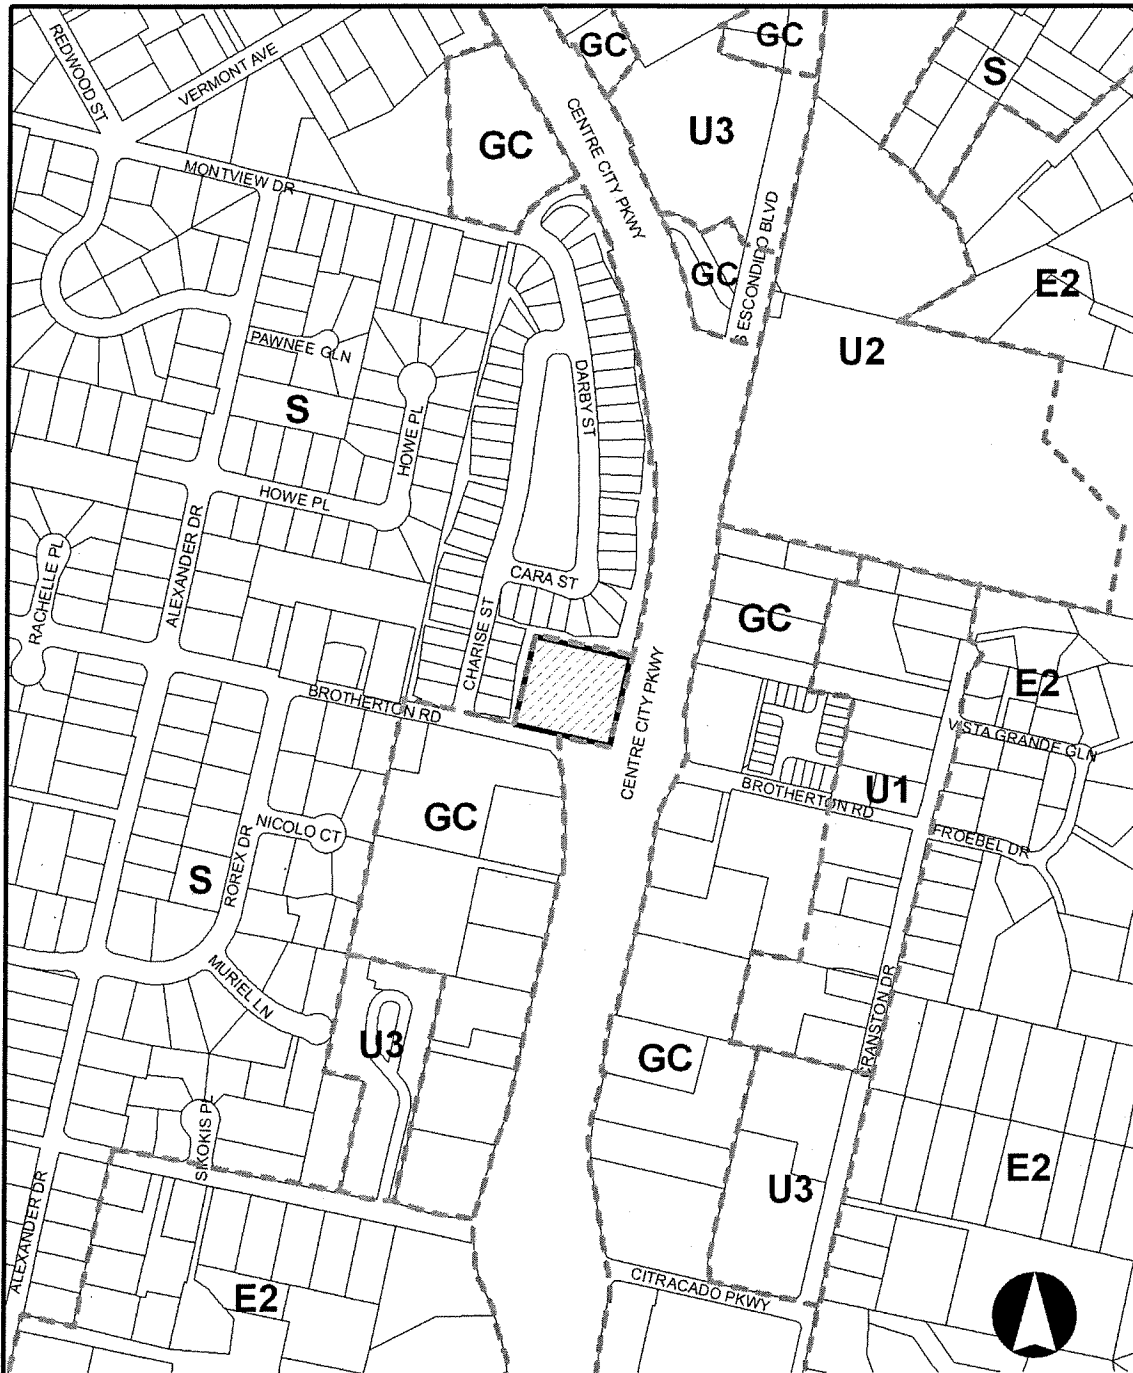 REDWOOD ST
VERMONT AVE
GC
GC
S
CENTRE CITY PKWY
GC
U3
MONTVIEW DR
S ESCONDIDO BLVD
GC
E2
PAWNEE GLN
U2
DARBY ST
S
HOWE PL
HOWE PL
ALEXANDER DR
RACHELLE PL
CARA ST
CHARISE ST
GC
BROTHERTON RD
CENTRE CITY PKWY
E2
VISTA GRANDE GLN
BROTHERTON RD
U1
GC
NICOLO CT
FROEBEL DR
S
ROREX DR
MURIEL LN
CRANSTON DR
U3
GC
SIKOKIS PL
E2
U3
ALEXANDER DR
E2
CITRACADO PKWY